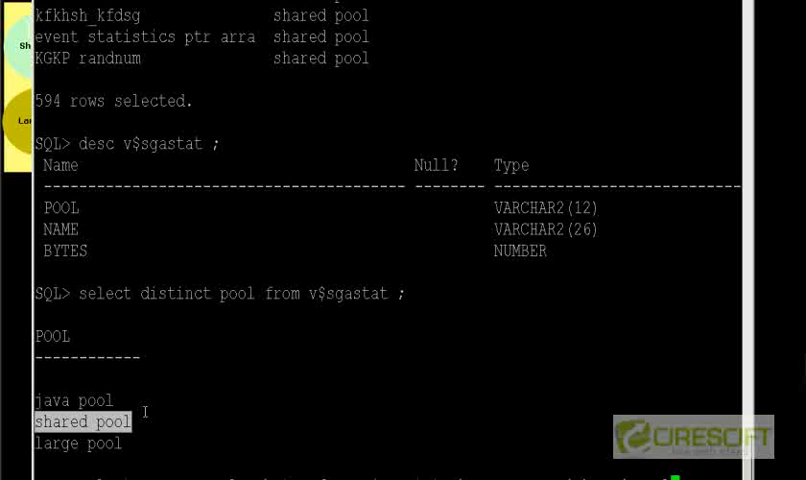 kfkhsh_kfdsg shared pool
event statistics ptr arra shared pool
KGKP randnum shared pool
594 rows selected.
SQL> desc v$sgastat ;
Name Null? Type
----------------------------------------- -------- ----------------------------
POOL VARCHAR2(12)
NAME VARCHAR2(26)
BYTES NUMBER
SQL> select distinct pool from v$sgastat ;
POOL
------------
java pool
shared pool
large pool
Sh
Lar